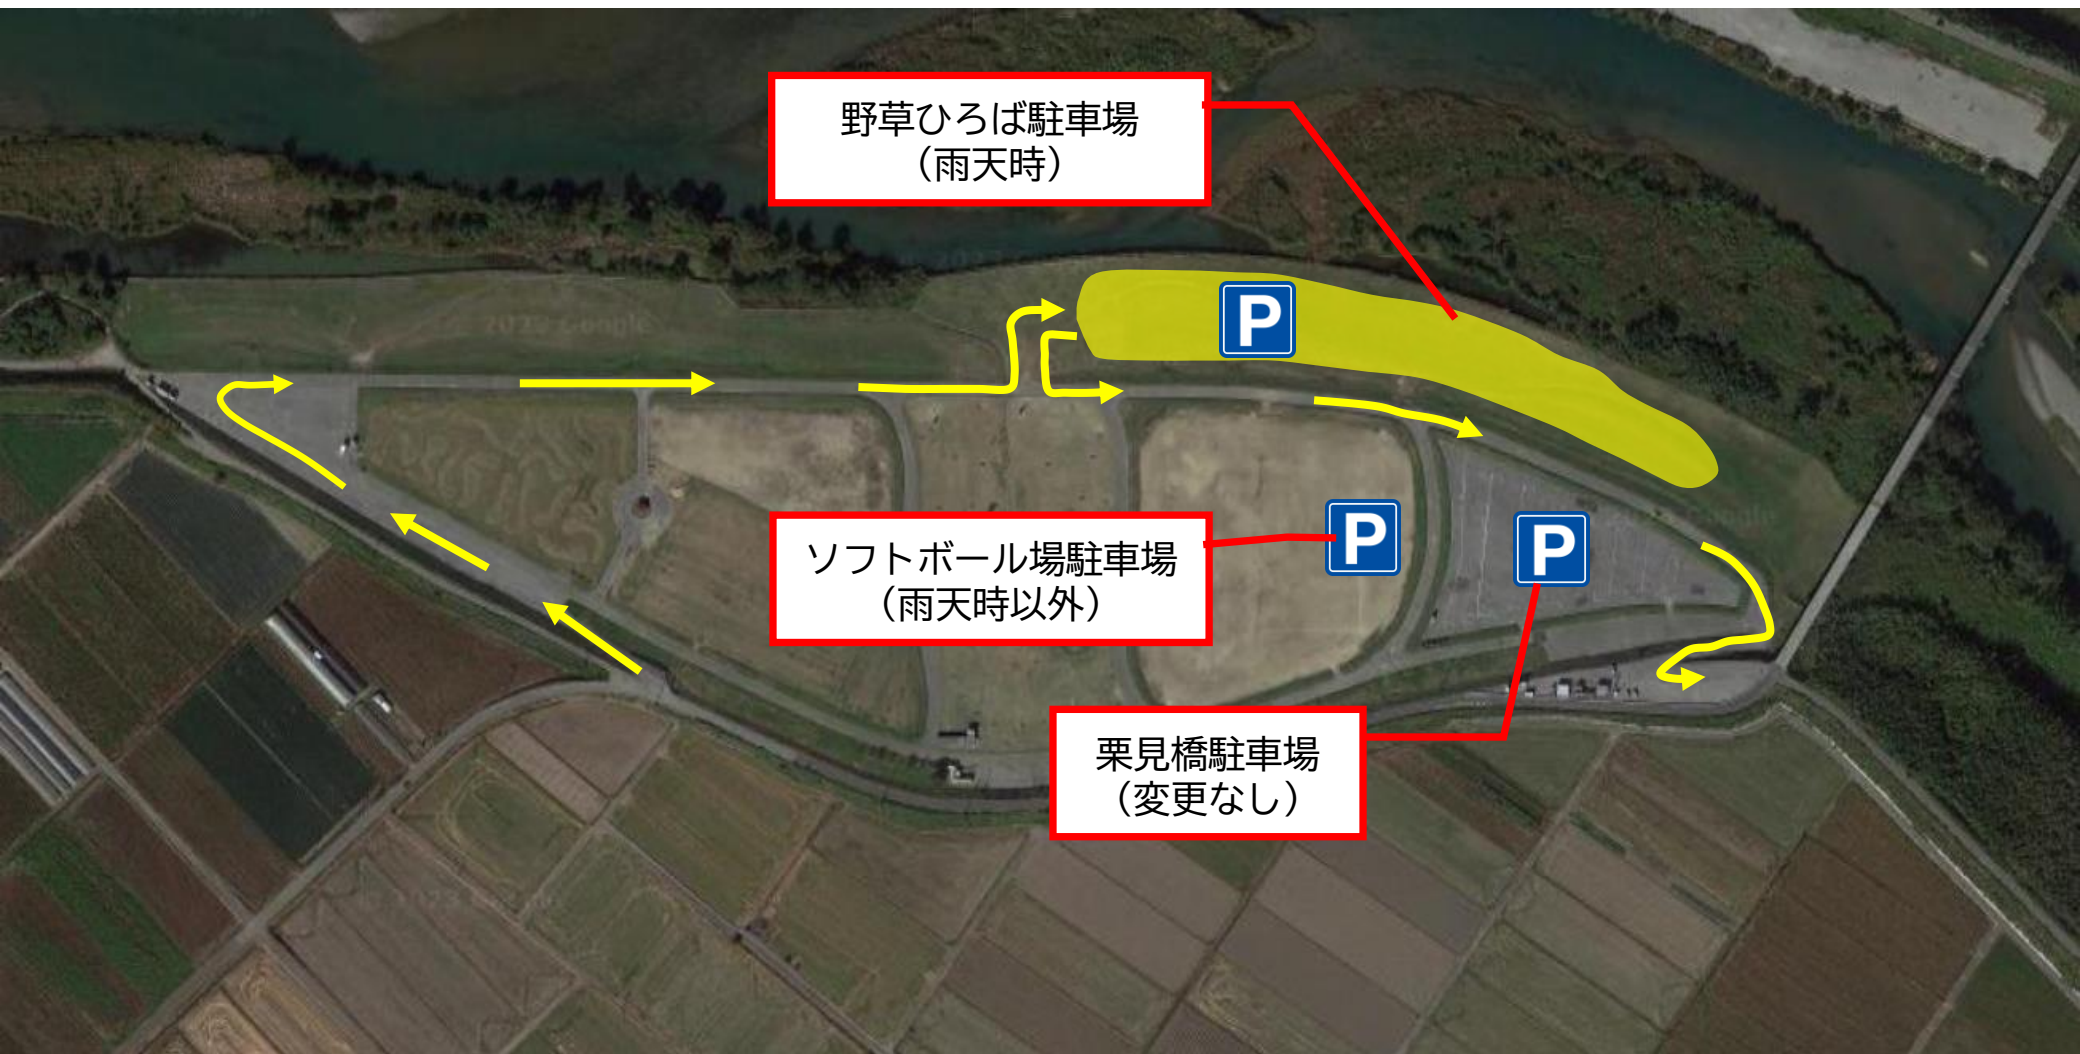 野草ひろば駐車場
（雨天時）
P
P
P
ソフトボール場駐車場
（雨天時以外）
栗見橋駐車場
（変更なし）